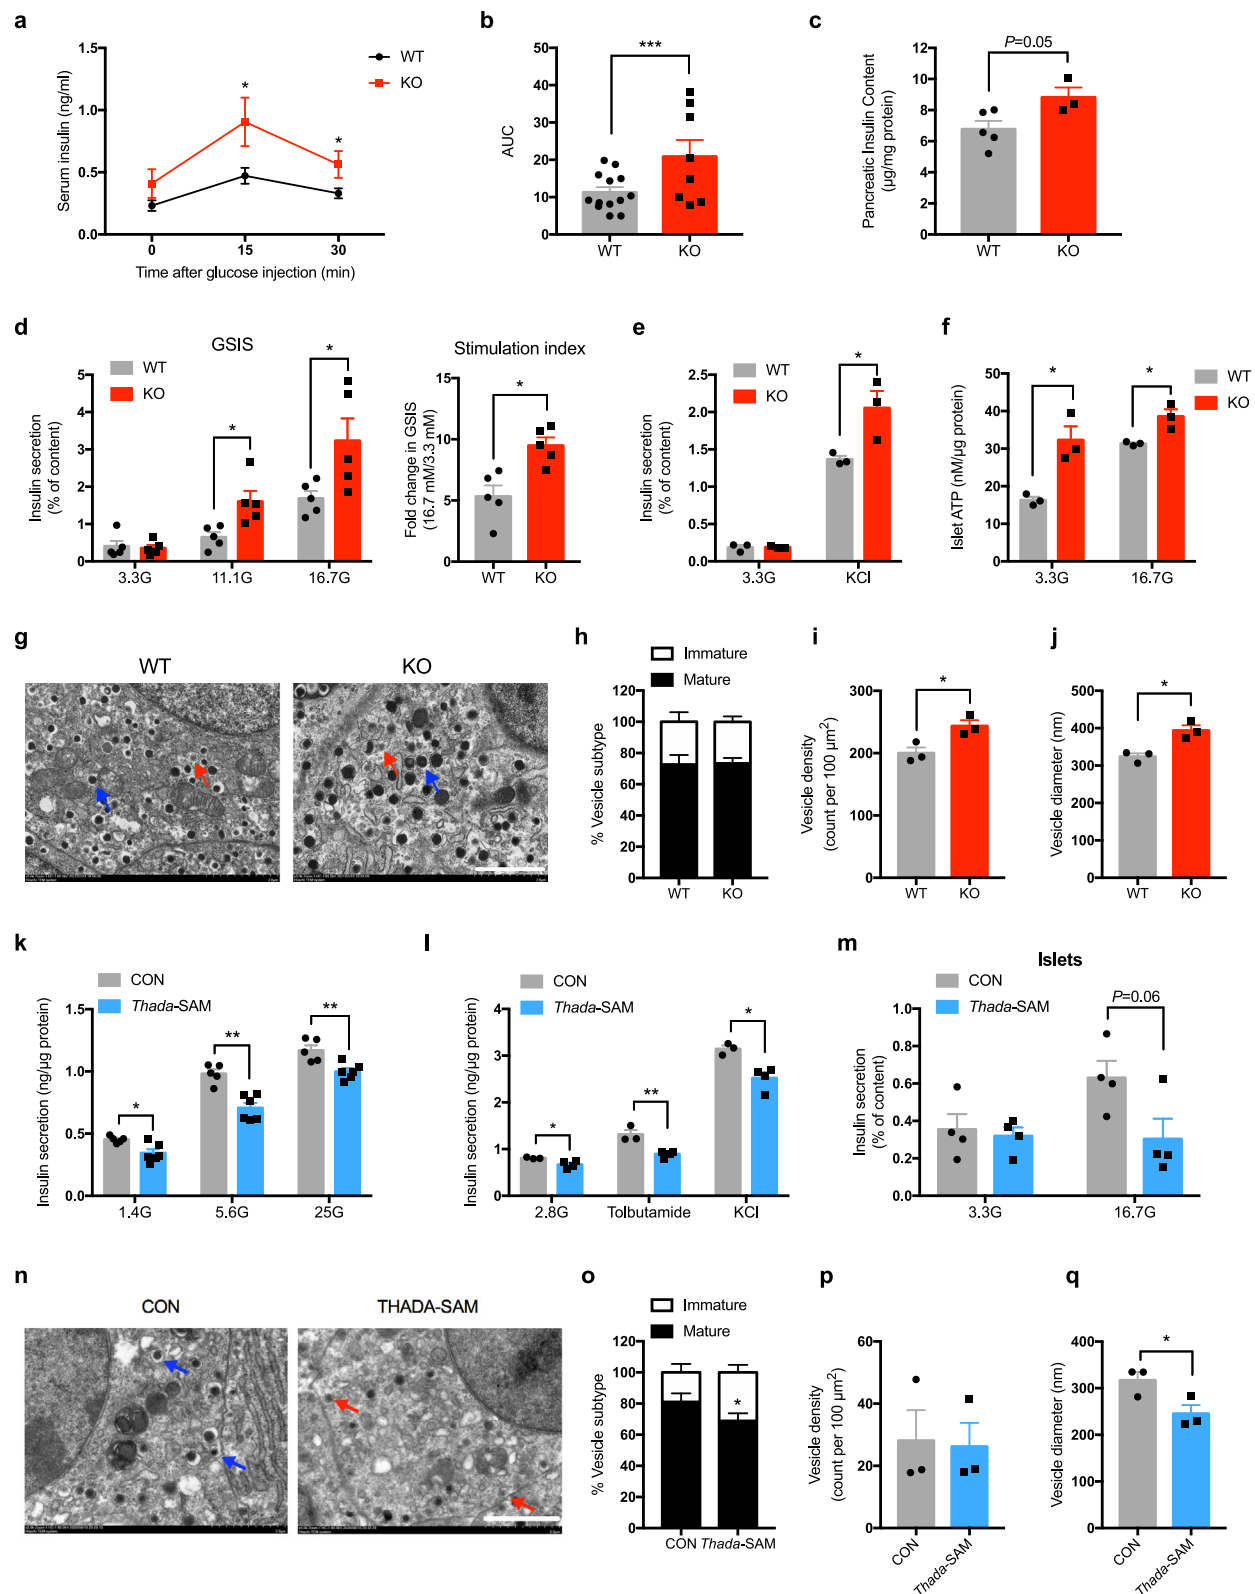 a
Serum insulin (ng/ml)
1.5
1.0
0.5
0.0
*
*
0
15
30
Time after glucose injection (min)
WT
KO
b
AUC
50
40
30
20
10
0
***
WT
KO
c
Pancreatic Insulin Content
(µg/mg protein)
12
10
8
6
4
2
0
P=0.05
WT
KO
d
GSIS
WT
KO
Insulin secretion
(% of content)
5
4
3
2
1
0
*
*
3.3G
11.1G
16.7G
Stimulation index
Fold change in GSIS
(16.7 mM/3.3 mM)
15
10
5
0
*
WT
KO
e
WT
KO
Insulin secretion
(% of content)
2.5
2.0
1.5
1.0
0.5
0.0
*
3.3G
KCl
f
Islet ATP (nM/µg protein)
50
40
30
20
10
0
*
*
3.3G
16.7G
WT
KO
g
WT
KO
h
Immature
Mature
% Vesicle subtype
120
100
80
60
40
20
0
WT
KO
i
Vesicle density
(count per 100 µm²)
300
200
100
0
*
WT
KO
j
Vesicle diameter (nm)
500
400
300
200
100
0
*
WT
KO
k
CON
Thada-SAM
Insulin secretion (ng/µg protein)
1.5
1.0
0.5
0.0
*
**
**
1.4G
5.6G
25G
l
CON
Thada-SAM
Insulin secretion (ng/µg protein)
4
3
2
1
0
*
**
*
2.8G
Tolbutamide
KCl
m
Islets
CON
Thada-SAM
Insulin secretion
(% of content)
1.0
0.8
0.6
0.4
0.2
0.0
P=0.06
3.3G
16.7G
n
CON
THADA-SAM
o
Immature
Mature
% Vesicle subtype
120
100
80
60
40
20
0
*
CON
Thada-SAM
p
Vesicle density
(count per 100 µm²)
60
40
20
0
CON
Thada-SAM
q
Vesicle diameter (nm)
400
300
200
100
0
*
CON
Thada-SAM